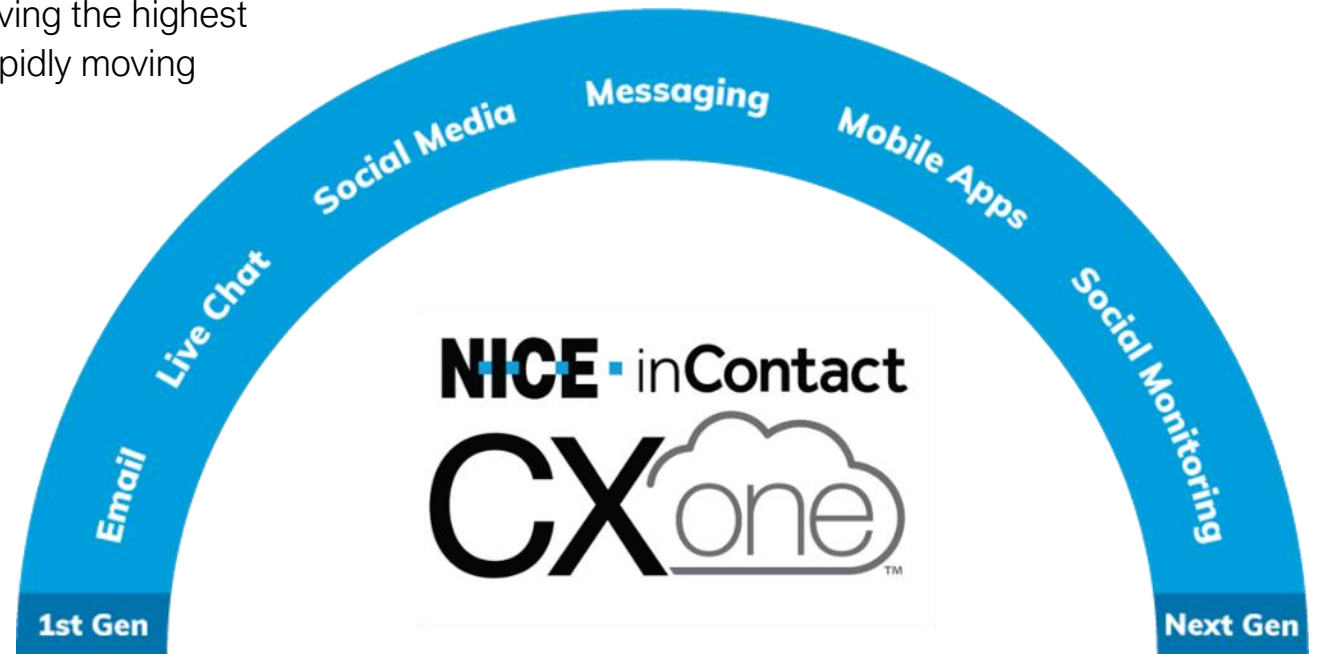 ving the highest
pidly moving
Email
Live Chat
Social Media
Messaging
Mobile Apps
Social Monitoring
NICE inContact
CXone
TM
1st Gen
Next Gen